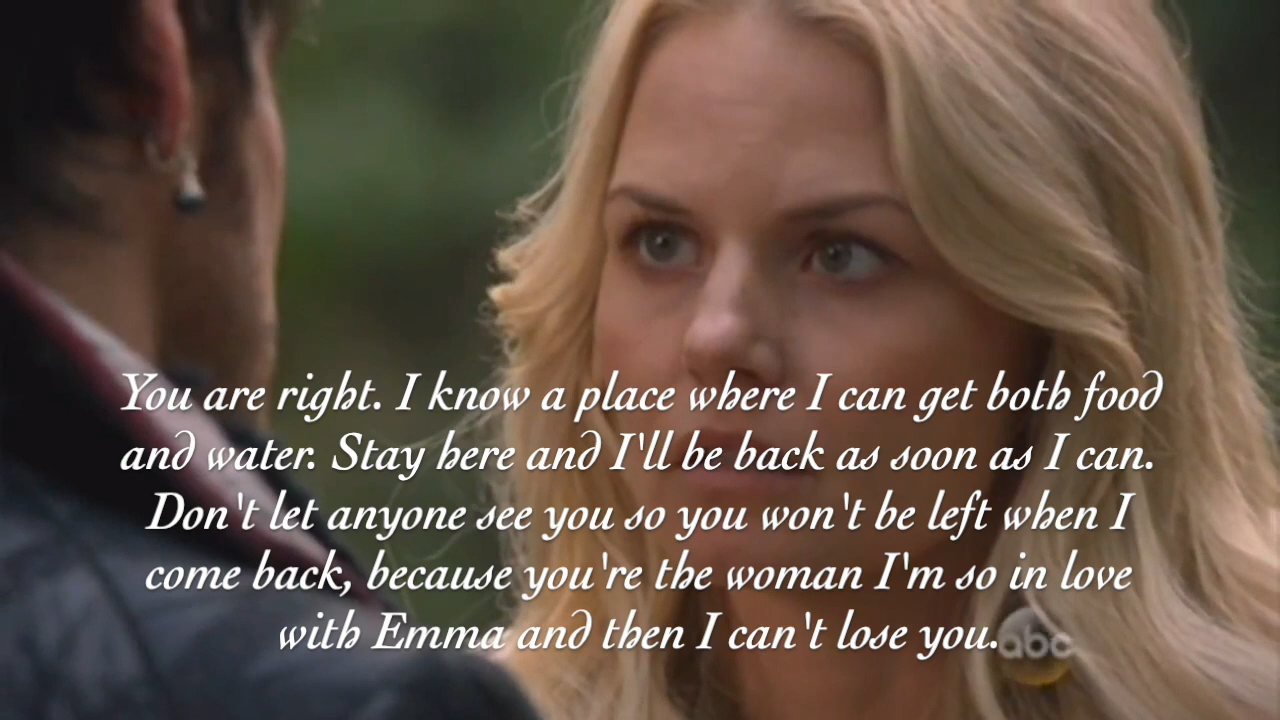 You are right. I know a place where I can get both food
and water. Stay here and I'll be back as soon as I can.
Don't let anyone see you so you won't be left when I
come back, because you're the woman I'm so in love
with Emma and then I can't lose you.
abc